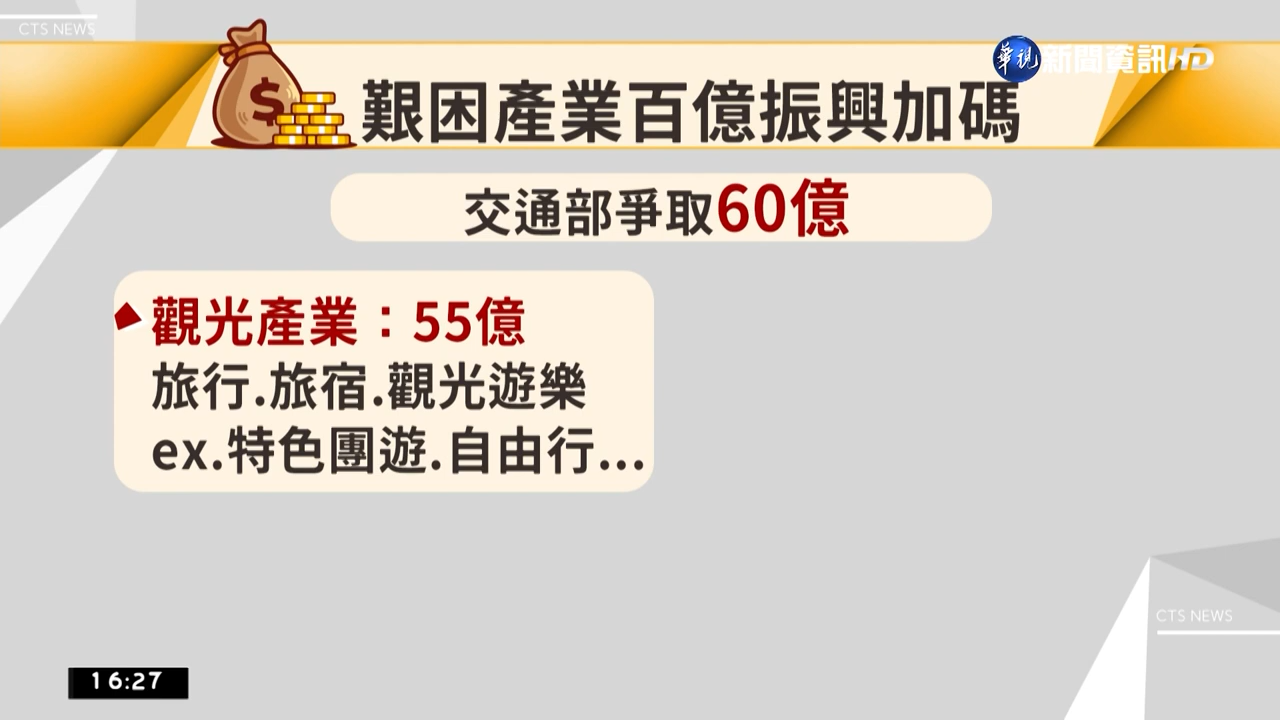 CTS NEWS
華視 新聞資訊HD
$
艱困產業百億振興加碼
交通部爭取60億
觀光產業：55億
旅行.旅宿.觀光遊樂
ex.特色團遊.自由行...
CTS NEWS
16:27